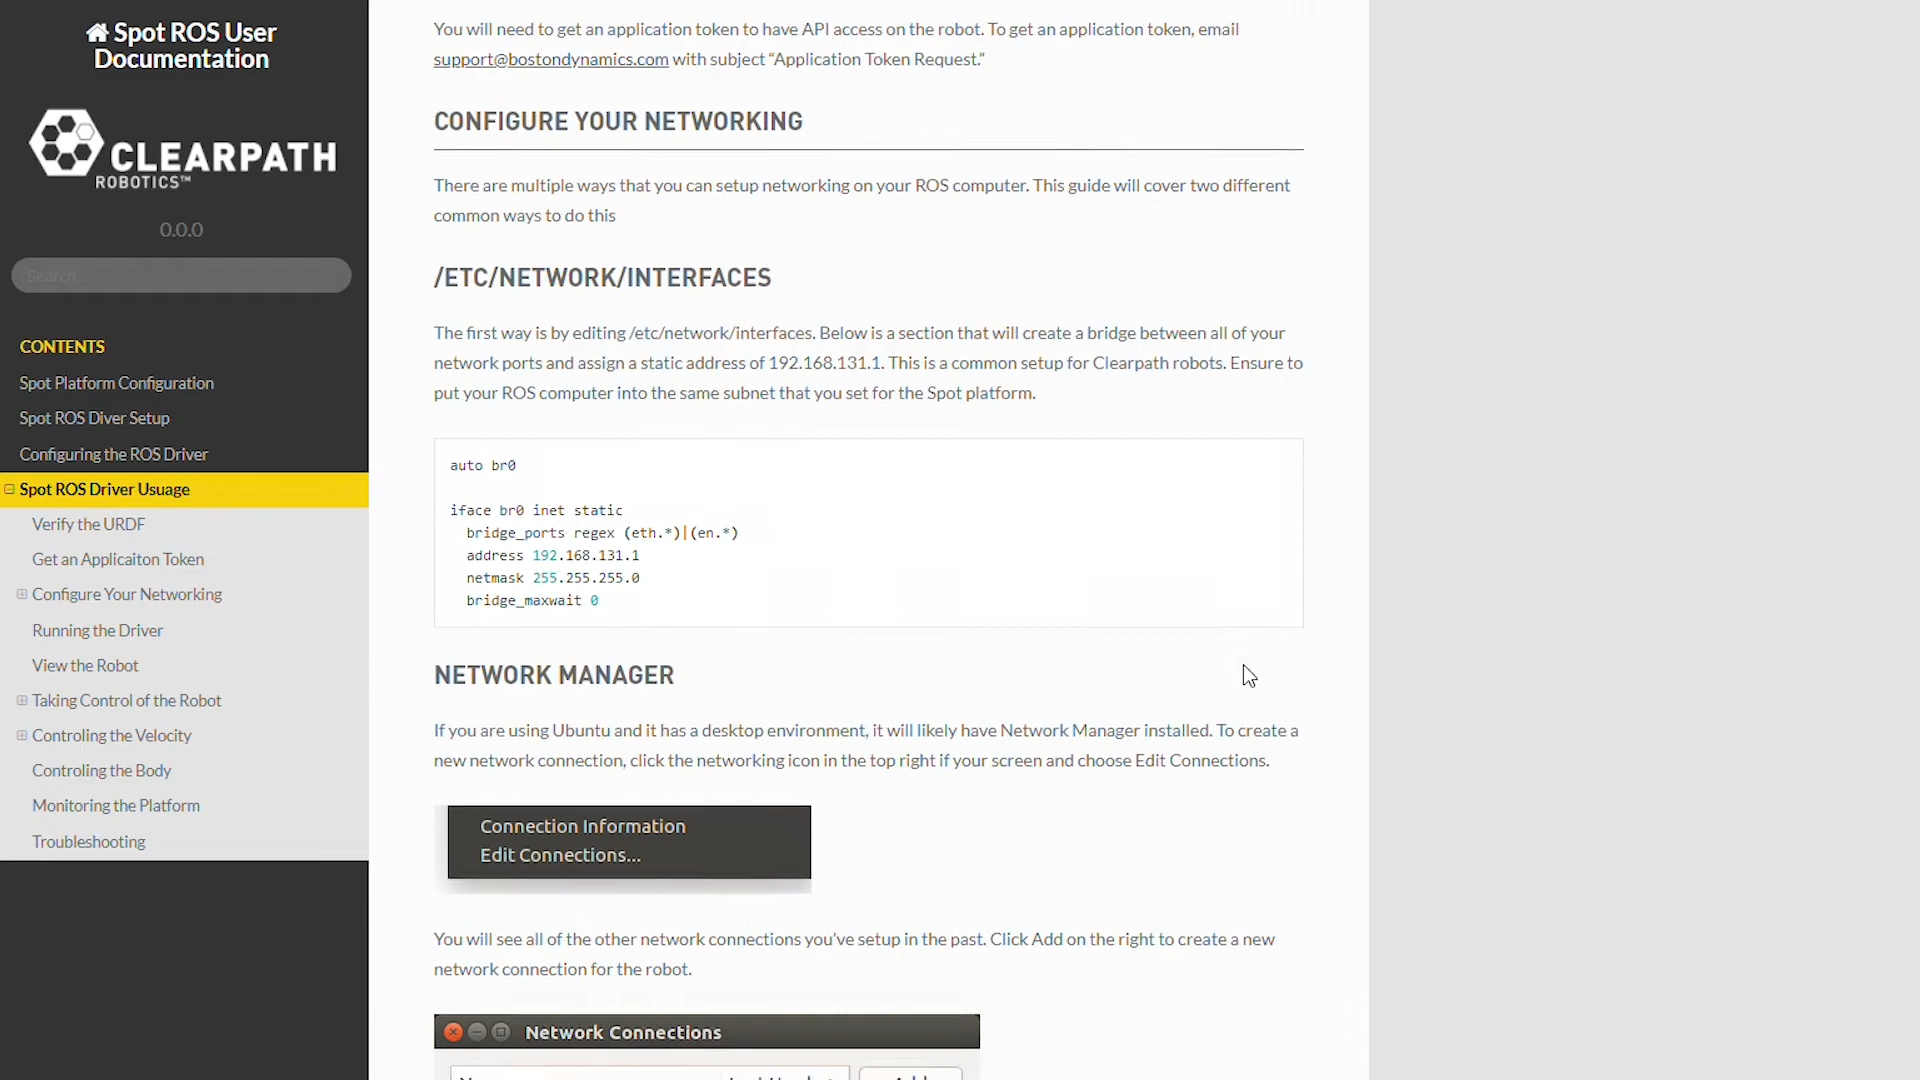 Spot ROS User
Documentation
CLEARPATH
ROBOTICS™
0.0.0
Search...
CONTENTS
Spot Platform Configuration
Spot ROS Diver Setup
Configuring the ROS Driver
Spot ROS Driver Usuage
Verify the URDF
Get an Applicaiton Token
Configure Your Networking
Running the Driver
View the Robot
Taking Control of the Robot
Controling the Velocity
Controling the Body
Monitoring the Platform
Troubleshooting
You will need to get an application token to have API access on the robot. To get an application token, email
support@bostondynamics.com with subject “Application Token Request.”
CONFIGURE YOUR NETWORKING
There are multiple ways that you can setup networking on your ROS computer. This guide will cover two different
common ways to do this
/ETC/NETWORK/INTERFACES
The first way is by editing /etc/network/interfaces. Below is a section that will create a bridge between all of your
network ports and assign a static address of 192.168.131.1. This is a common setup for Clearpath robots. Ensure to
put your ROS computer into the same subnet that you set for the Spot platform.
auto br0
iface br0 inet static
bridge_ports regex (eth.*)|(en.*)
address 192.168.131.1
netmask 255.255.255.0
bridge_maxwait 0
NETWORK MANAGER
If you are using Ubuntu and it has a desktop environment, it will likely have Network Manager installed. To create a
new network connection, click the networking icon in the top right if your screen and choose Edit Connections.
Connection Information
Edit Connections...
You will see all of the other network connections you've setup in the past. Click Add on the right to create a new
network connection for the robot.
Network Connections